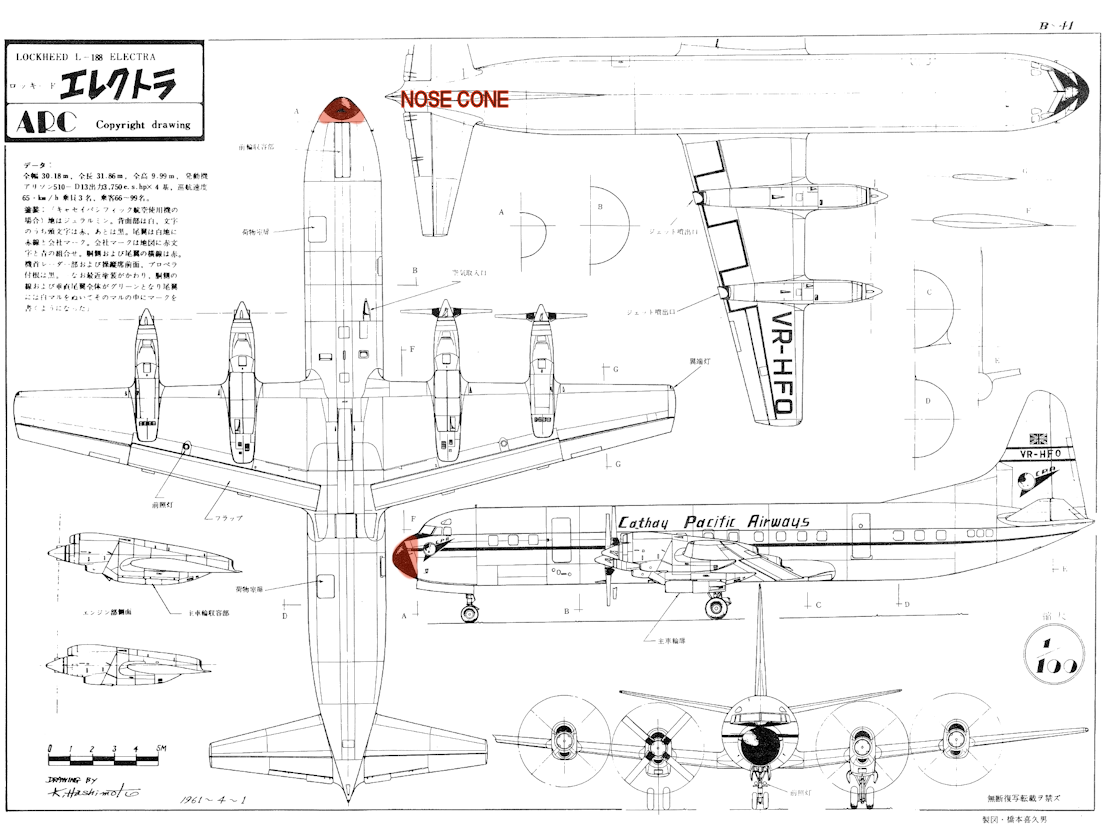 B-41
LOCKHEED L-188 ELECTRA
ロッキード エレクトラ
ARC Copyright drawing
NOSE CONE
データ：
全幅 30.18m、全長 31.86m、全高 9.99m、発動機
アリソン510-D13出力3,750e.s.hp×4基、巡航速度
65・km/h 乗員3名、乗客66-99名。
塗装：「キャセイパシフィック航空使用機の
場合」地はジュラルミン、背面部は白、文字
のうち頭文字は赤、あとは黒。尾翼は白地に
赤線と会社マーク。会社マークは地図に赤文
字と青の組合せ。胴側および尾翼の横線は赤。
機首レーダー部および操縦席前面、プロペラ
付根は黒。 なお最近塗装がかわり、胴側の
線および垂直尾翼全体がグリーンとなり尾翼
には白マルをぬいてそのマルの中にマークを
書くようになった」
A
前輪収容部
荷物室扉
B
空気取入口
F
G
翼端灯
G
前照灯
フラップ
A
B
ジェット噴出口
ジェット噴出口
VR-HFO
G
F
C
E
D
VR-HFO
CPA
Cathay Pacific Airways
CPA
F
A
B
C
D
E
主車輪扉
エンジン部側面
主車輪収容部
荷物室扉
D
1/100
0 1 2 3 4 5M
DRAWING BY
K.Hashimoto
1961~4~1
前照灯
無断復写転載ヲ禁ズ
製図・橋本喜久男